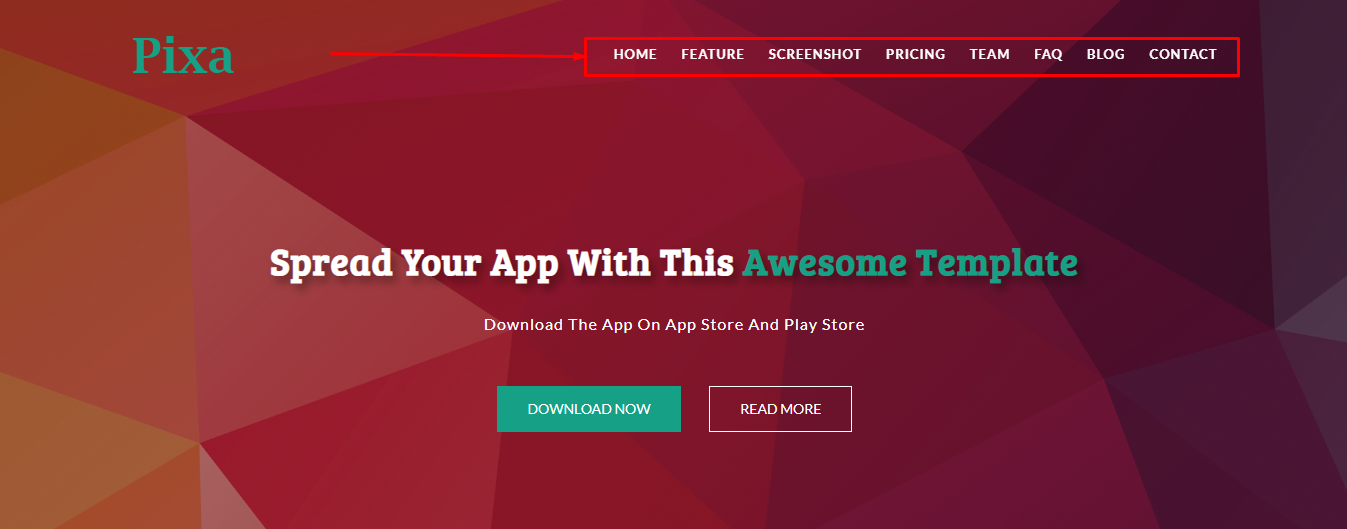 Pixa
HOME FEATURE SCREENSHOT PRICING TEAM FAQ BLOG CONTACT
Spread Your App With This Awesome Template
Download The App On App Store And Play Store
DOWNLOAD NOW READ MORE